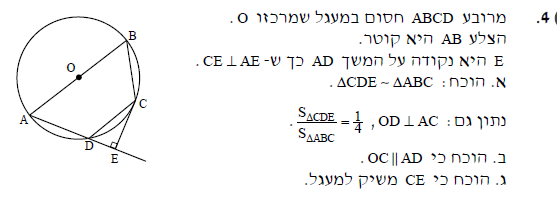 4. מרובע ABCD חסום במעגל שמרכזו O .
הצלע AB היא קוטר.
E היא נקודה על המשך AD כך ש- CE ⊥ AE .
א. הוכח: ΔCDE ~ ΔABC .
נתון גם: OD ⊥ AC , S_ΔCDE / S_ΔABC = 1/4 .
ב. הוכח כי OC ∥ AD .
ג. הוכח כי CE משיק למעגל.
B
O
C
A
D
E